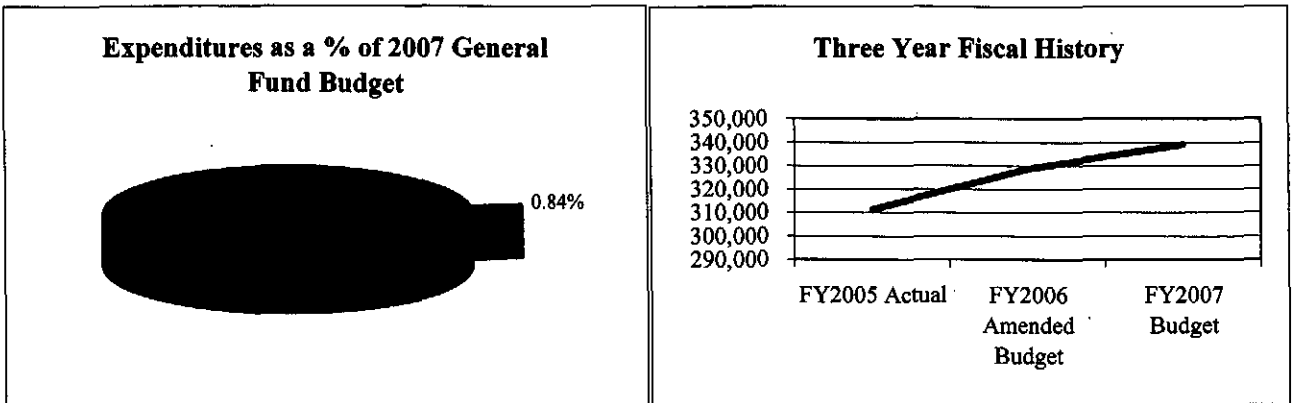 Expenditures as a % of 2007 General
Fund Budget
0.84%
Three Year Fiscal History
350,000
340,000
330,000
320,000
310,000
300,000
290,000
FY2005 Actual
FY2006
Amended
Budget
FY2007
Budget